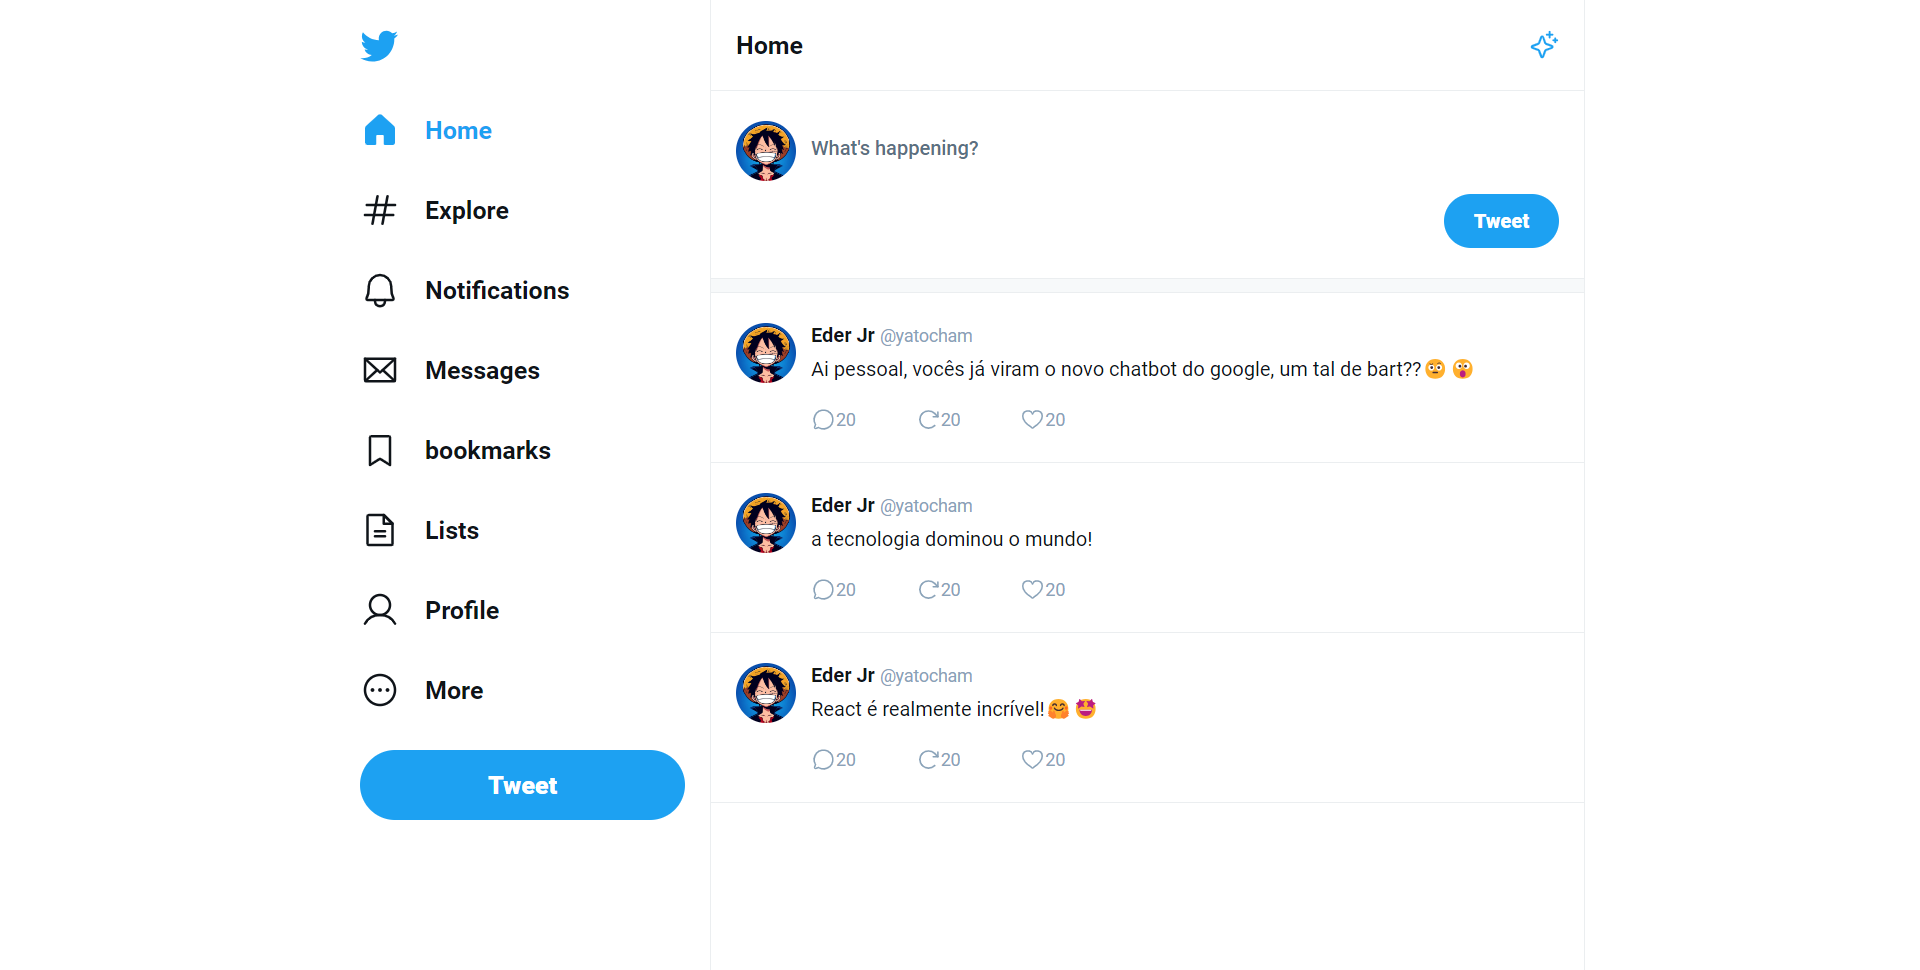 Home
Explore
Notifications
Messages
bookmarks
Lists
Profile
More
Tweet
Home
What's happening?
Tweet
Eder Jr @yatocham
Ai pessoal, vocês já viram o novo chatbot do google, um tal de bart??🤨 😲
20 20 20
Eder Jr @yatocham
a tecnologia dominou o mundo!
20 20 20
Eder Jr @yatocham
React é realmente incrível!🤗 🤩
20 20 20